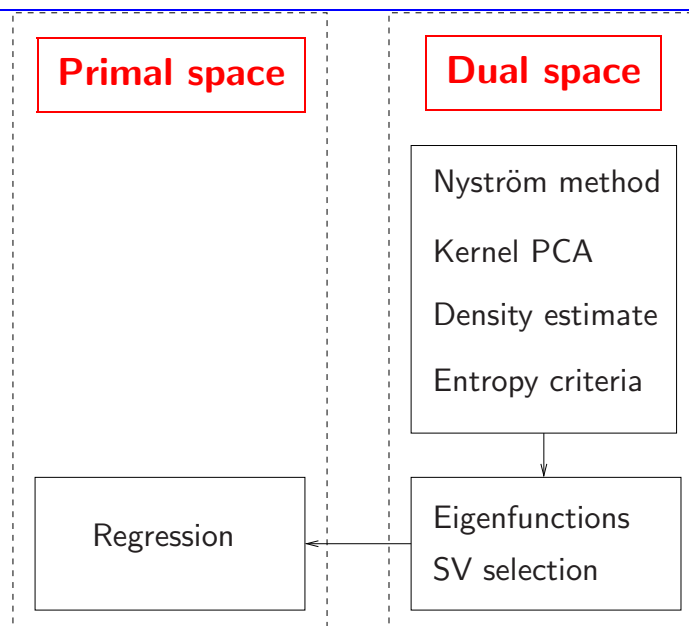 Primal space
Dual space
Nyström method
Kernel PCA
Density estimate
Entropy criteria
Regression
Eigenfunctions
SV selection